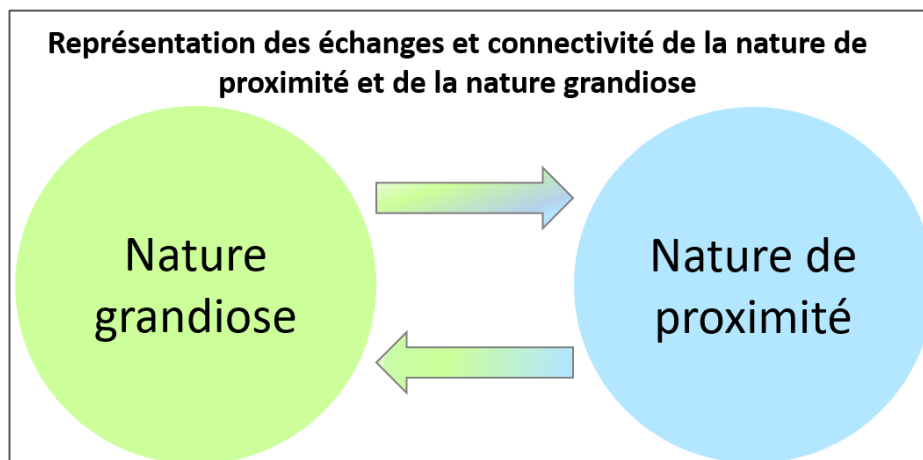 Représentation des échanges et connectivité de la nature de
proximité et de la nature grandiose
Nature
grandiose
Nature de
proximité